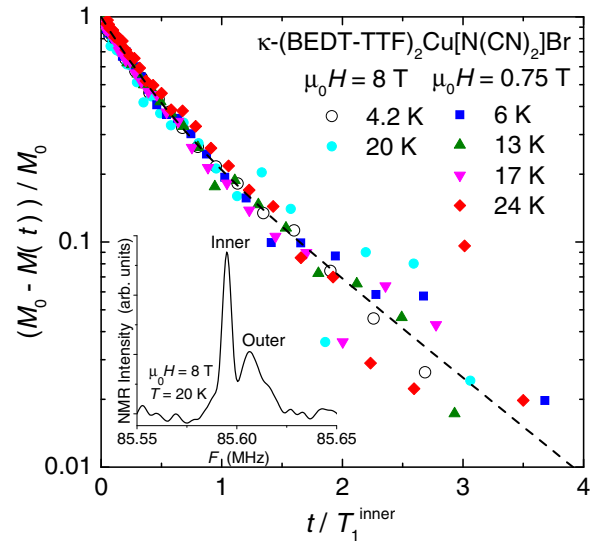 κ-(BEDT-TTF)₂Cu[N(CN)₂]Br
μ₀H = 8 T
μ₀H = 0.75 T
4.2 K
20 K
6 K
13 K
17 K
24 K
(M₀ - M( t )) / M₀
1
0.1
0.01
Inner
Outer
μ₀H = 8 T
T = 20 K
NMR Intensity (arb. units)
85.55
85.60
85.65
F_I (MHz)
0
1
2
3
4
t / T₁ⁱⁿⁿᵉʳ